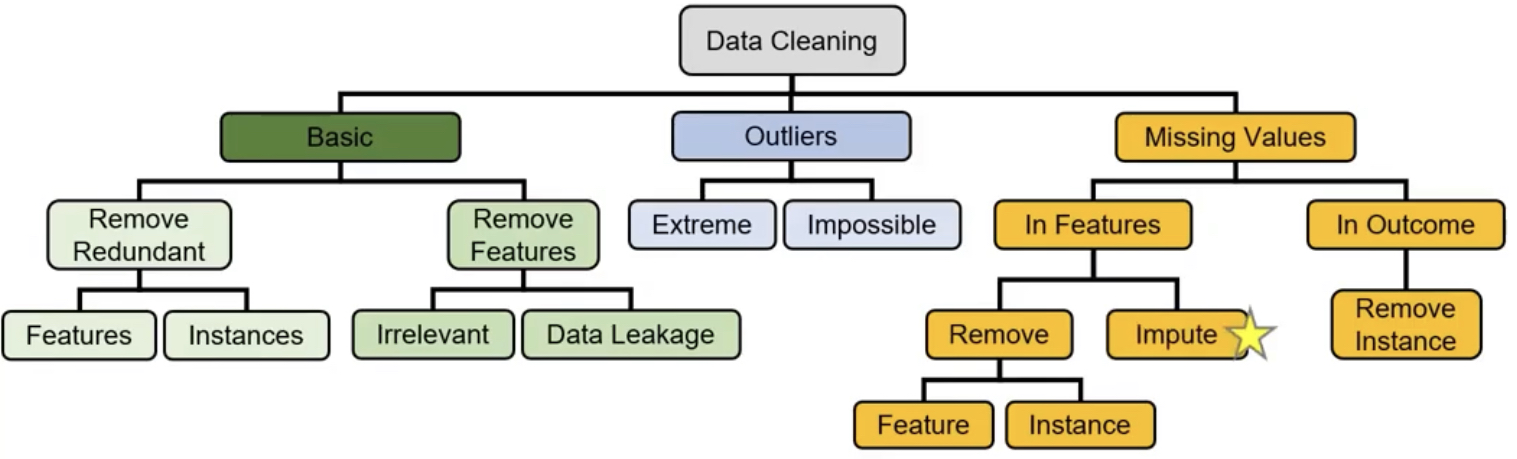 Data Cleaning
Basic
Outliers
Missing Values
Remove
Redundant
Remove
Features
Extreme
Impossible
In Features
In Outcome
Features
Instances
Irrelevant
Data Leakage
Remove
Impute
Remove
Instance
Feature
Instance